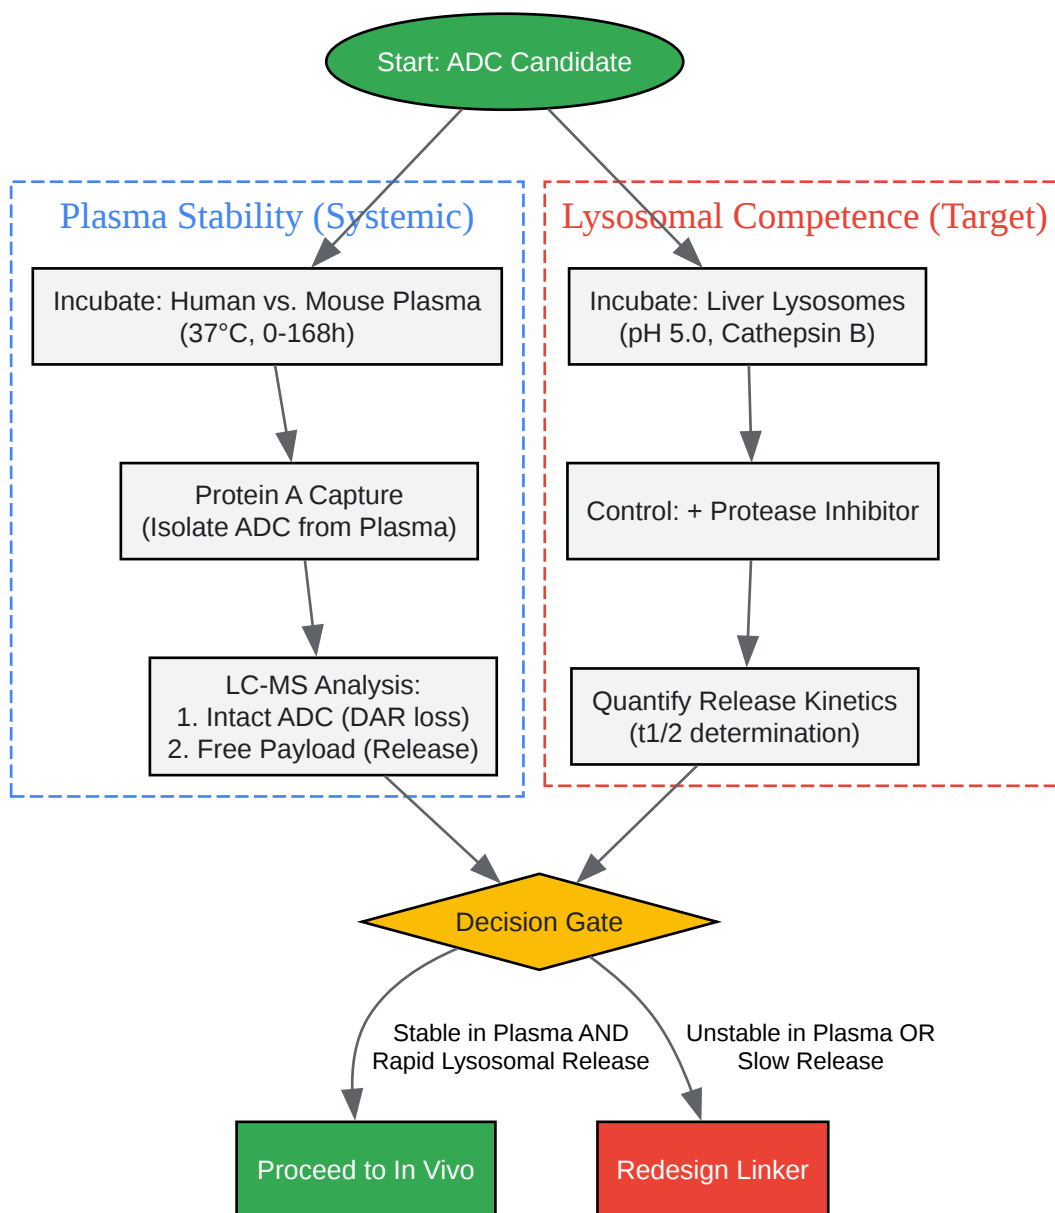 Start: ADC Candidate
Plasma Stability (Systemic)
Incubate: Human vs. Mouse Plasma
(37°C, 0-168h)
Protein A Capture
(Isolate ADC from Plasma)
LC-MS Analysis:
1. Intact ADC (DAR loss)
2. Free Payload (Release)
Lysosomal Competence (Target)
Incubate: Liver Lysosomes
(pH 5.0, Cathepsin B)
Control: + Protease Inhibitor
Quantify Release Kinetics
(t1/2 determination)
Decision Gate
Stable in Plasma AND
Rapid Lysosomal Release
Unstable in Plasma OR
Slow Release
Proceed to In Vivo
Redesign Linker